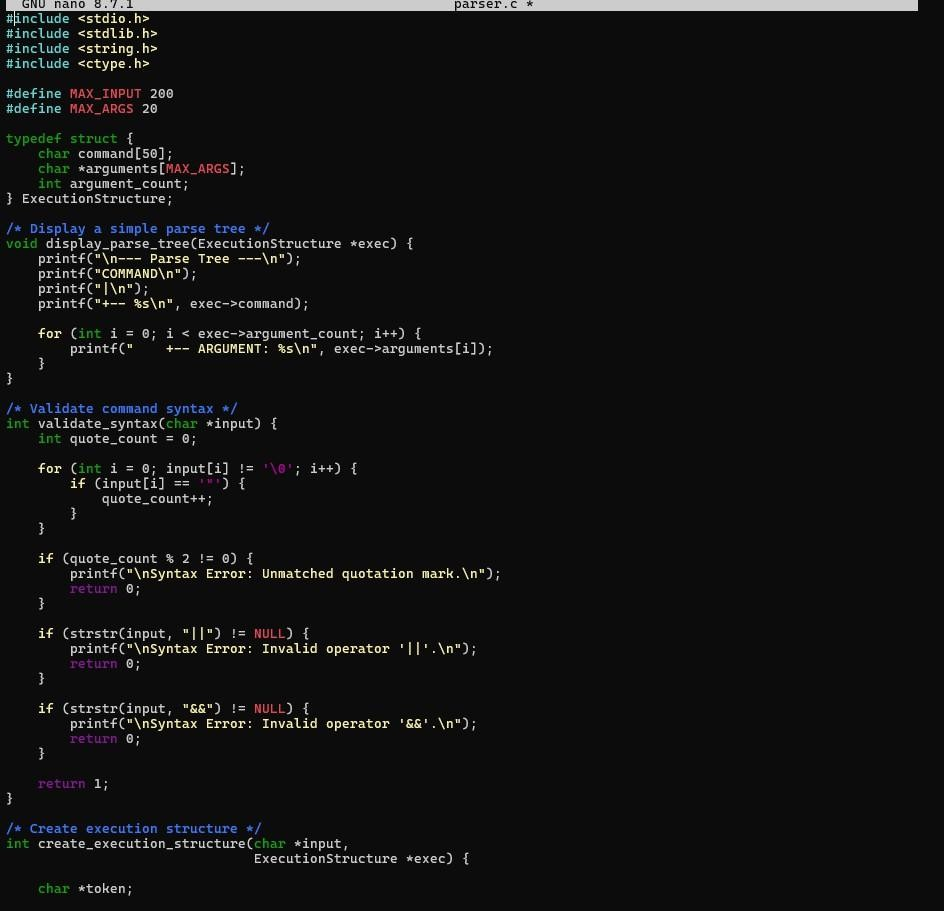 GNU nano 8.7.1                                        parser.c *
#include <stdio.h>
#include <stdlib.h>
#include <string.h>
#include <ctype.h>

#define MAX_INPUT 200
#define MAX_ARGS 20

typedef struct {
    char command[50];
    char *arguments[MAX_ARGS];
    int argument_count;
} ExecutionStructure;

/* Display a simple parse tree */
void display_parse_tree(ExecutionStructure *exec) {
    printf("\n--- Parse Tree ---\n");
    printf("COMMAND\n");
    printf("|\n");
    printf("+-- %s\n", exec->command);

    for (int i = 0; i < exec->argument_count; i++) {
        printf("    +-- ARGUMENT: %s\n", exec->arguments[i]);
    }
}

/* Validate command syntax */
int validate_syntax(char *input) {
    int quote_count = 0;

    for (int i = 0; input[i] != '\0'; i++) {
        if (input[i] == '"') {
            quote_count++;
        }
    }

    if (quote_count % 2 != 0) {
        printf("\nSyntax Error: Unmatched quotation mark.\n");
        return 0;
    }

    if (strstr(input, "||") != NULL) {
        printf("\nSyntax Error: Invalid operator '||'.\n");
        return 0;
    }

    if (strstr(input, "&&") != NULL) {
        printf("\nSyntax Error: Invalid operator '&&'.\n");
        return 0;
    }

    return 1;
}

/* Create execution structure */
int create_execution_structure(char *input,
                               ExecutionStructure *exec) {

    char *token;